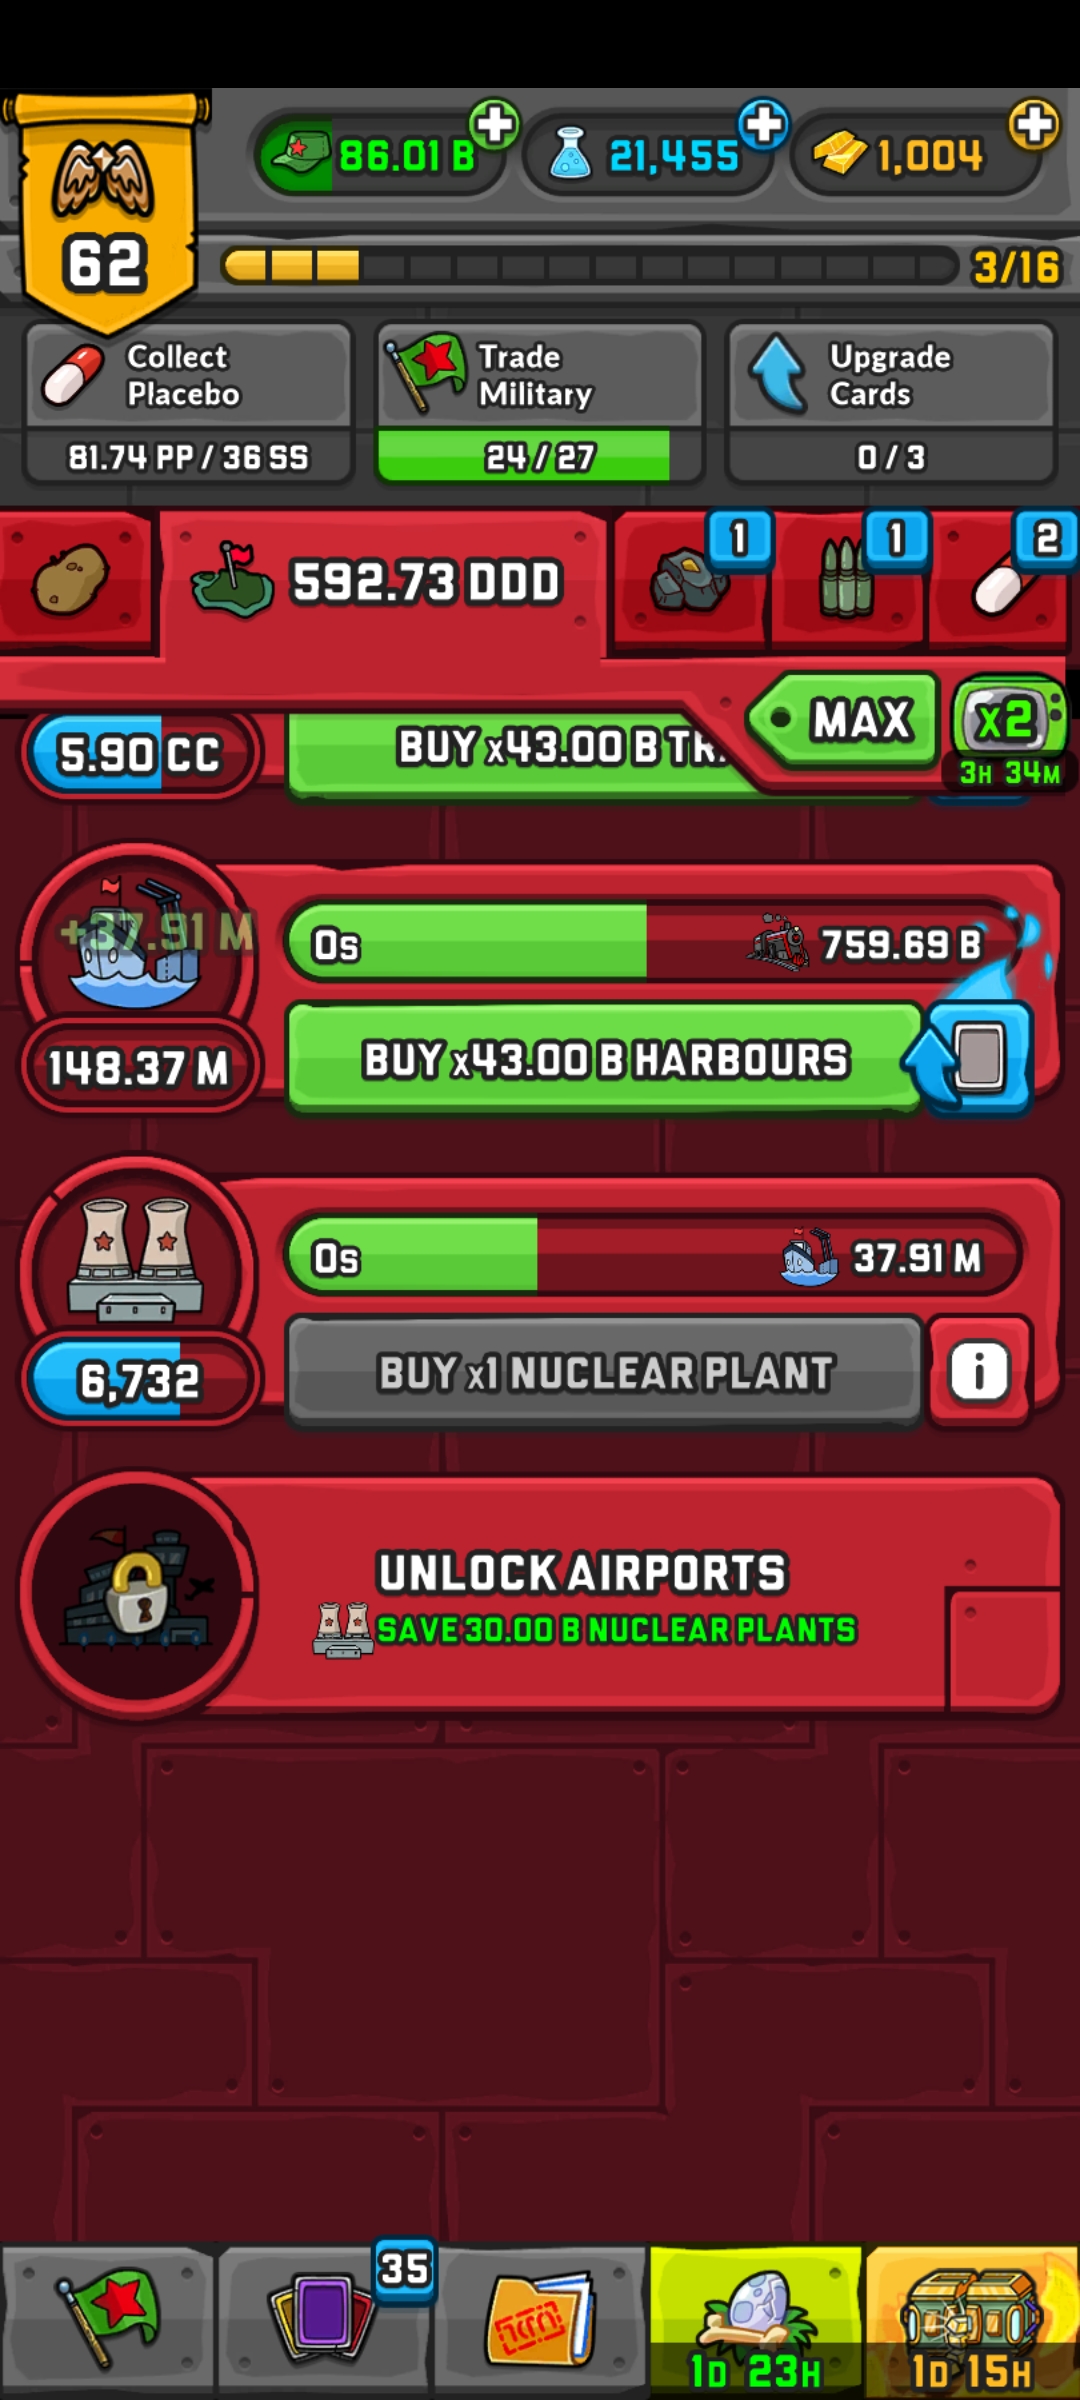 86.01 B
21,455
1,004
62
3/16
Collect
Placebo
81.74 PP / 36 SS
Trade
Military
24 / 27
Upgrade
Cards
0 / 3
592.73 DDD
1
1
2
MAX
x2
3H 34M
5.90 CC
BUY x43.00 B
+37.91 M
0s
759.69 B
148.37 M
BUY x43.00 B HARBOURS
0s
37.91 M
6,732
BUY x1 NUCLEAR PLANT
i
UNLOCK AIRPORTS
SAVE 30.00 B NUCLEAR PLANTS
35
1D 23H
1D 15H